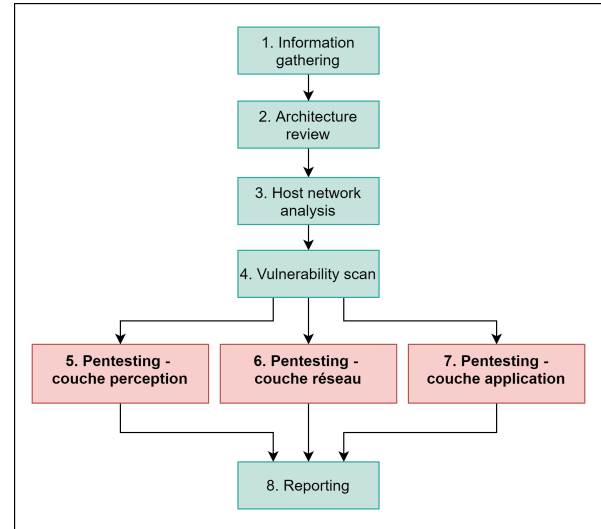 1. Information
gathering
2. Architecture
review
3. Host network
analysis
4. Vulnerability scan
5. Pentesting -
couche perception
6. Pentesting -
couche réseau
7. Pentesting -
couche application
8. Reporting